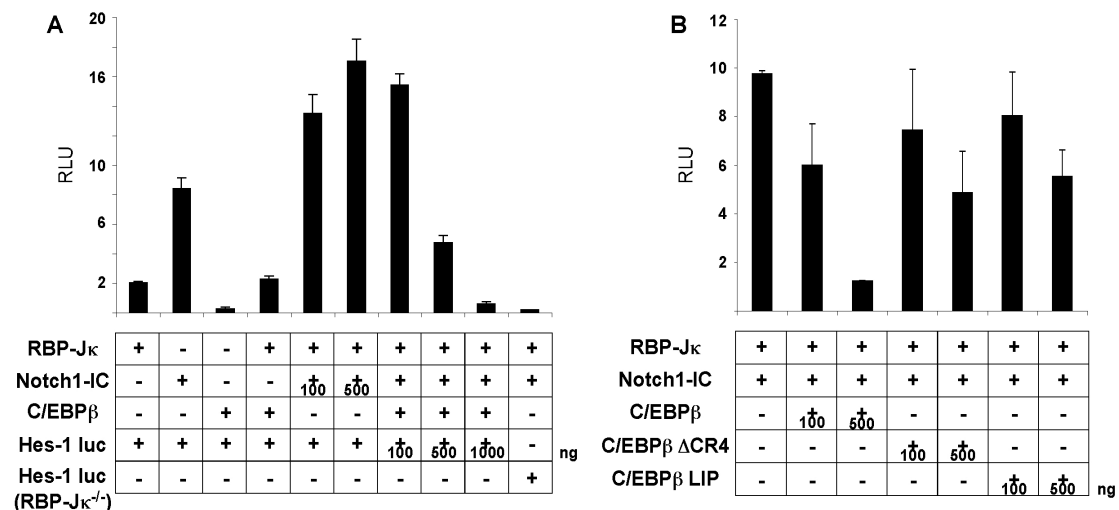 A
20
16
10
6
2
RLU
RBP-Jκ + - - + + + + + + +
Notch1-IC - + - - + 100 + 500 + + + +
C/EBPβ - - + + - - + + + -
Hes-1 luc + + + + + + + 100 + 500 + 1000 - ng
Hes-1 luc (RBP-Jκ-/-) - - - - - - - - - +
B
12
10
8
6
4
2
RLU
RBP-Jκ + + + + + + +
Notch1-IC + + + + + + +
C/EBPβ - + 100 + 500 - - - -
C/EBPβ ΔCR4 - - - + 100 + 500 - -
C/EBPβ LIP - - - - - + 100 + 500 ng